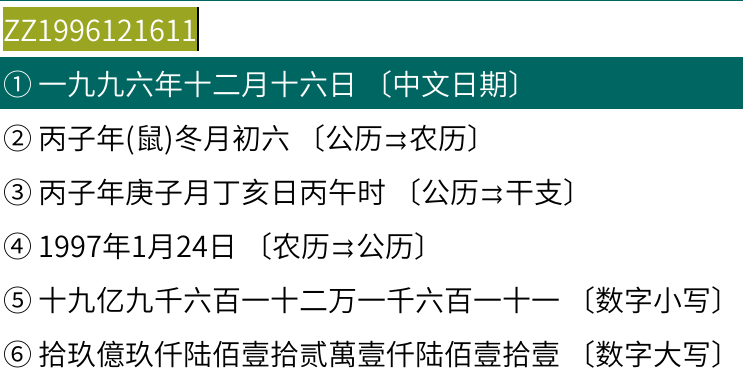 ZZ1996121611
① 一九九六年十二月十六日 〔中文日期〕
② 丙子年(鼠)冬月初六 〔公历⇉农历〕
③ 丙子年庚子月丁亥日丙午时 〔公历⇉干支〕
④ 1997年1月24日 〔农历⇉公历〕
⑤ 十九亿九千六百一十二万一千六百一十一 〔数字小写〕
⑥ 拾玖億玖仟陆佰壹拾贰萬壹仟陆佰壹拾壹 〔数字大写〕